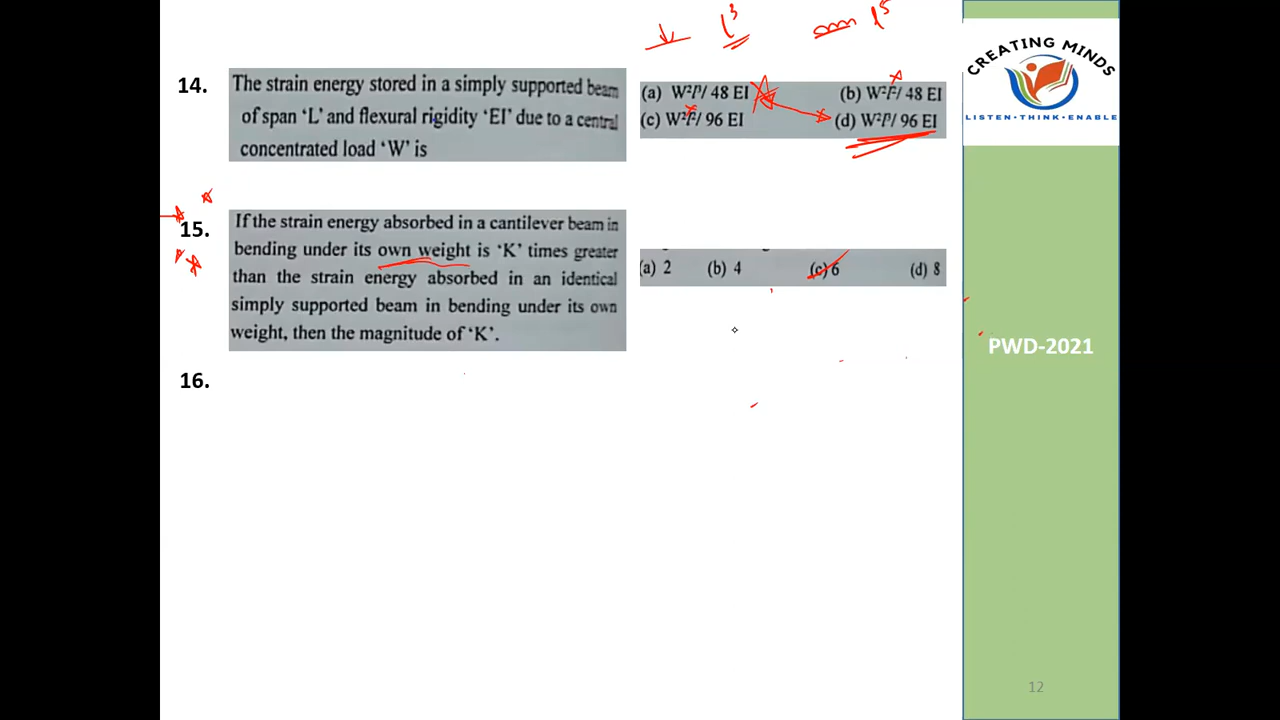 l³ l⁵
CREATING MINDS
LISTEN•THINK•ENABLE
14.
The strain energy stored in a simply supported beam
of span ‘L’ and flexural rigidity ‘EI’ due to a central
concentrated load ‘W’ is
(a) W²l³/ 48 EI (b) W²l²/ 48 EI
(c) W²l²/ 96 EI (d) W²l³/ 96 EI
15.
If the strain energy absorbed in a cantilever beam in
bending under its own weight is ‘K’ times greater
than the strain energy absorbed in an identical
simply supported beam in bending under its own
weight, then the magnitude of ‘K’.
(a) 2 (b) 4 (c) 6 (d) 8
PWD-2021
16.
12